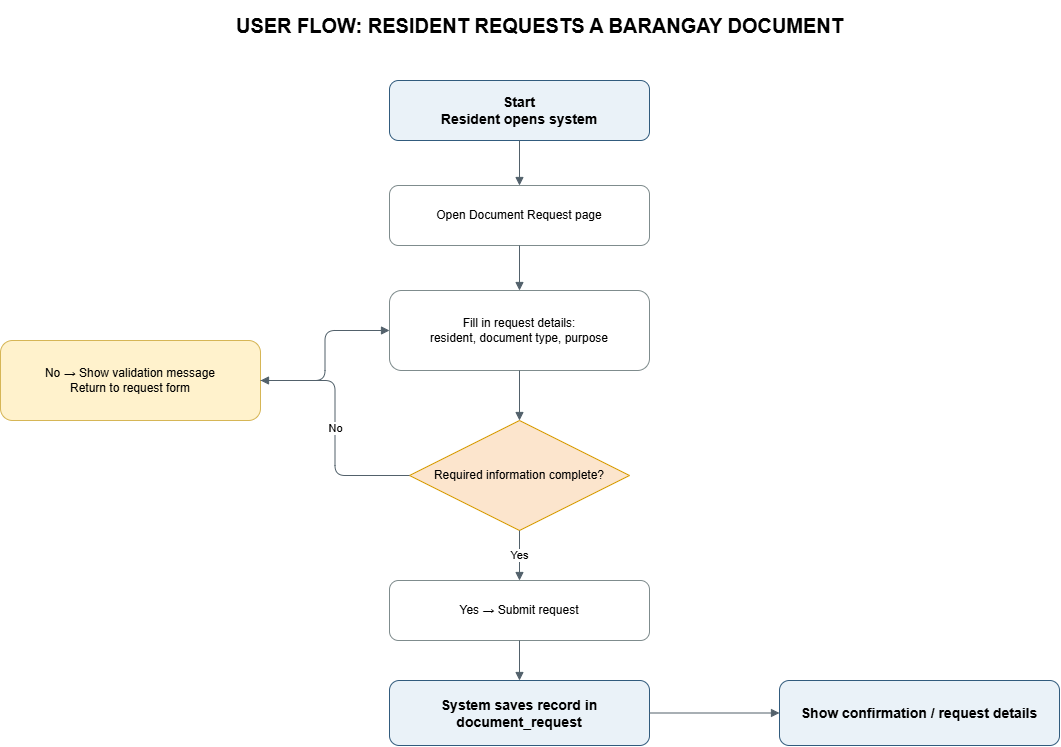 USER FLOW: RESIDENT REQUESTS A BARANGAY DOCUMENT
Start
Resident opens system
Open Document Request page
Fill in request details:
resident, document type, purpose
No → Show validation message
Return to request form
No
Required information complete?
Yes
Yes → Submit request
System saves record in
document_request
Show confirmation / request details